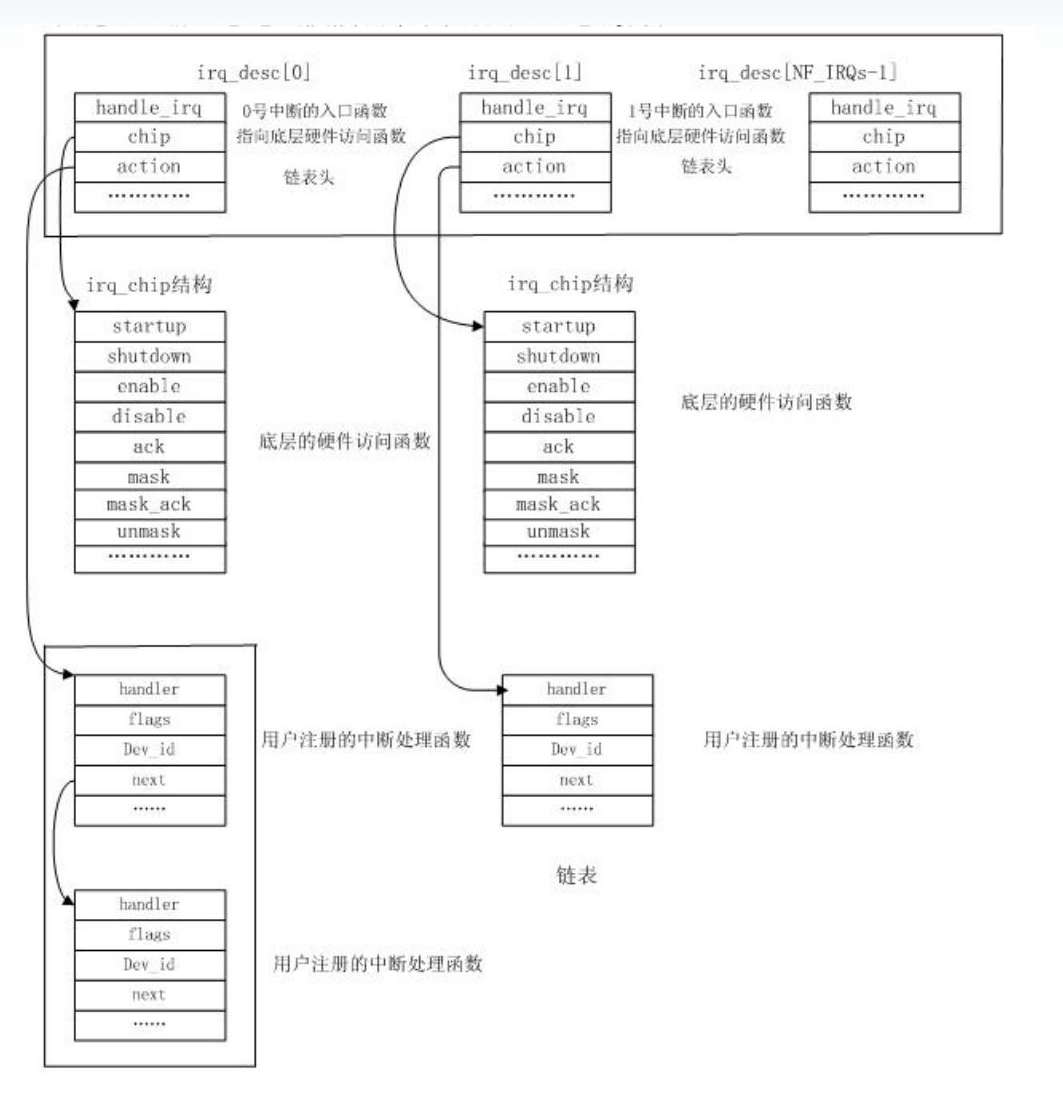 irq_desc[0] irq_desc[1] irq_desc[NF_IRQs-1]
handle_irq 0号中断的入口函数 handle_irq 1号中断的入口函数 handle_irq
chip 指向底层硬件访问函数 chip 指向底层硬件访问函数 chip
action 链表头 action 链表头 action
………… ………… …………
irq_chip结构 irq_chip结构
startup startup
shutdown shutdown
enable enable
disable disable 底层的硬件访问函数
ack 底层的硬件访问函数 ack
mask mask
mask_ack mask_ack
unmask unmask
………… …………
handler handler
flags flags
Dev_id 用户注册的中断处理函数 Dev_id 用户注册的中断处理函数
next next
…… ……
链表
handler
flags
Dev_id 用户注册的中断处理函数
next
……